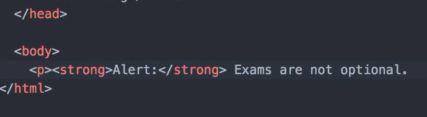 </head>
<body>
<p><strong>Alert:</strong> Exams are not optional.
</html>